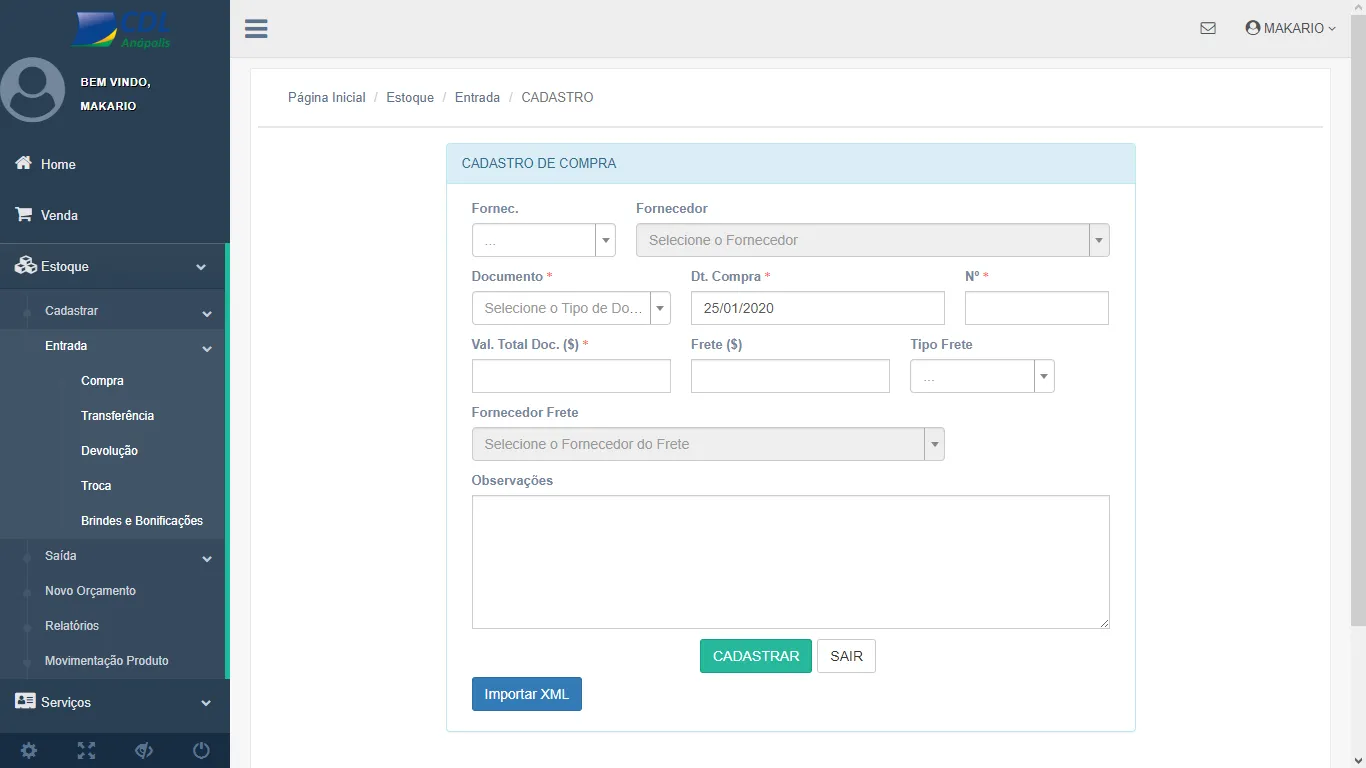 CDL
Anápolis
BEM VINDO,
MAKARIO
Home
Venda
Estoque
Cadastrar
Entrada
Compra
Transferência
Devolução
Troca
Brindes e Bonificações
Saída
Novo Orçamento
Relatórios
Movimentação Produto
Serviços
MAKARIO
Página Inicial / Estoque / Entrada / CADASTRO
CADASTRO DE COMPRA
Fornec. Fornecedor
... Selecione o Fornecedor
Documento * Dt. Compra * Nº *
Selecione o Tipo de Do... 25/01/2020
Val. Total Doc. ($) * Frete ($) Tipo Frete
...
Fornecedor Frete
Selecione o Fornecedor do Frete
Observações
CADASTRAR SAIR
Importar XML